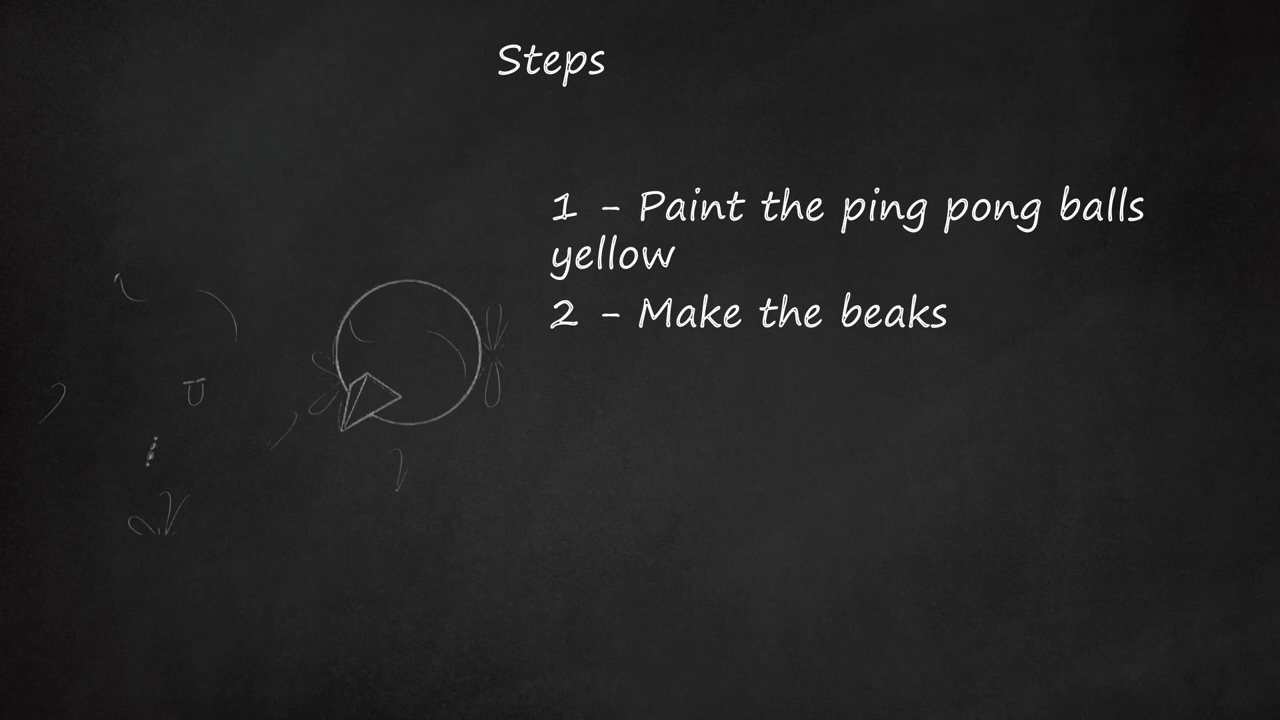 Steps
1 - Paint the ping pong balls
yellow
2 - Make the beaks